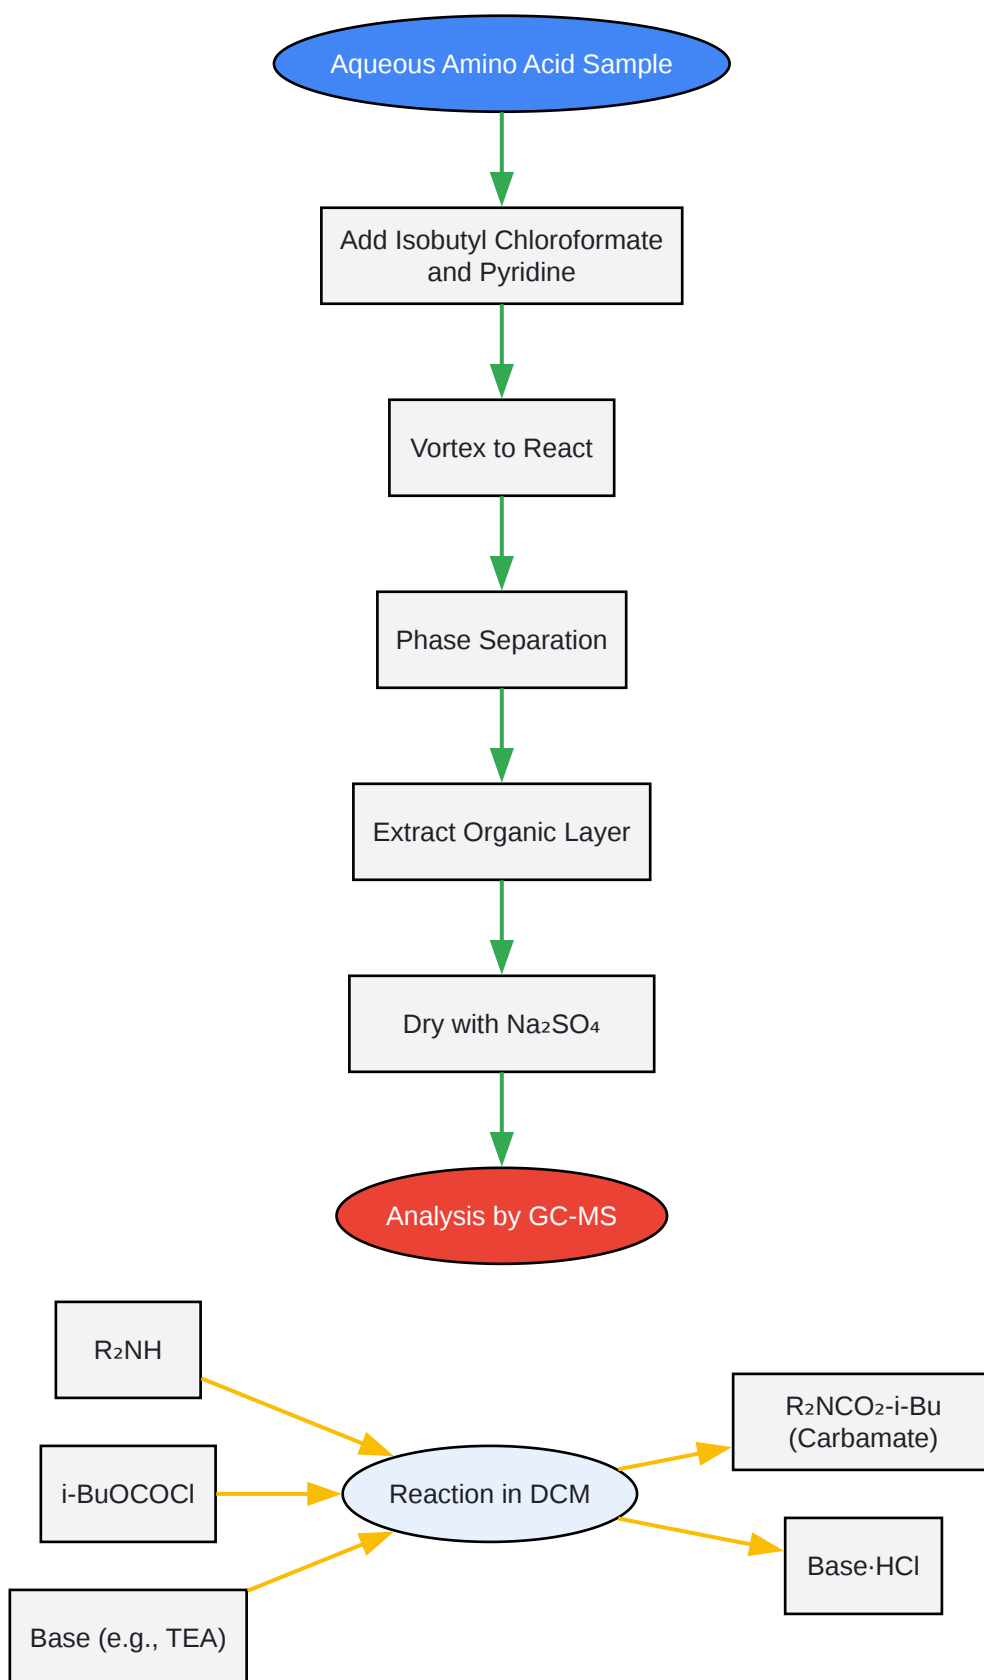 Aqueous Amino Acid Sample
Add Isobutyl Chloroformate
and Pyridine
Vortex to React
Phase Separation
Extract Organic Layer
Dry with Na₂SO₄
Analysis by GC-MS
R₂NH
i-BuOCOCl
Base (e.g., TEA)
Reaction in DCM
R₂NCO₂-i-Bu
(Carbamate)
Base·HCl